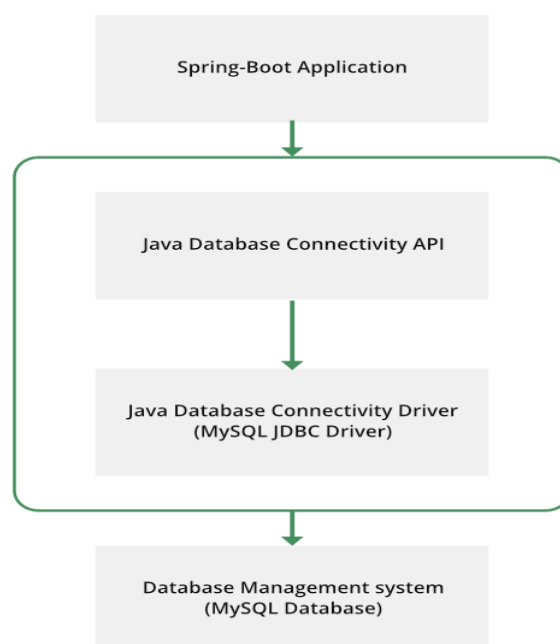 Spring-Boot Application
Java Database Connectivity API
Java Database Connectivity Driver
(MySQL JDBC Driver)
Database Management system
(MySQL Database)